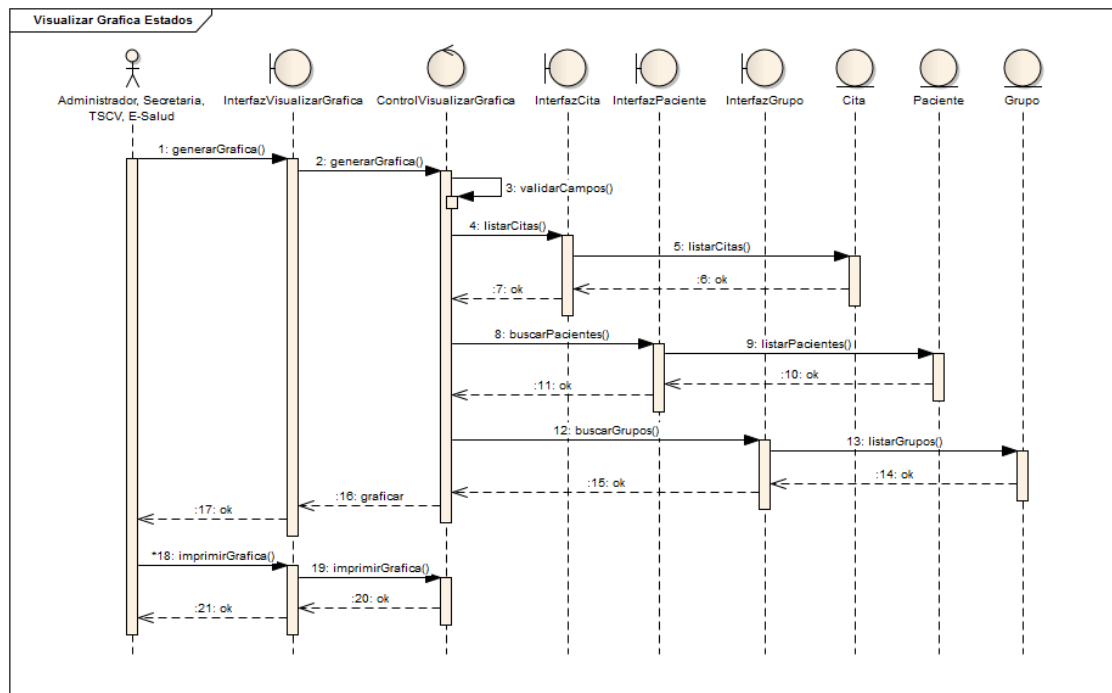 Visualizar Grafica Estados
Administrador, Secretaria,
TSCV, E-Salud
InterfazVisualizarGrafica
ControlVisualizarGrafica
InterfazCita
InterfazPaciente
InterfazGrupo
Cita
Paciente
Grupo
1: generarGrafica()
2: generarGrafica()
3: validarCampos()
4: listarCitas()
5: listarCitas()
:6: ok
:7: ok
8: buscarPacientes()
9: listarPacientes()
:10: ok
:11: ok
12: buscarGrupos()
13: listarGrupos()
:14: ok
:15: ok
:16: graficar
:17: ok
*18: imprimirGrafica()
19: imprimirGrafica()
:20: ok
:21: ok